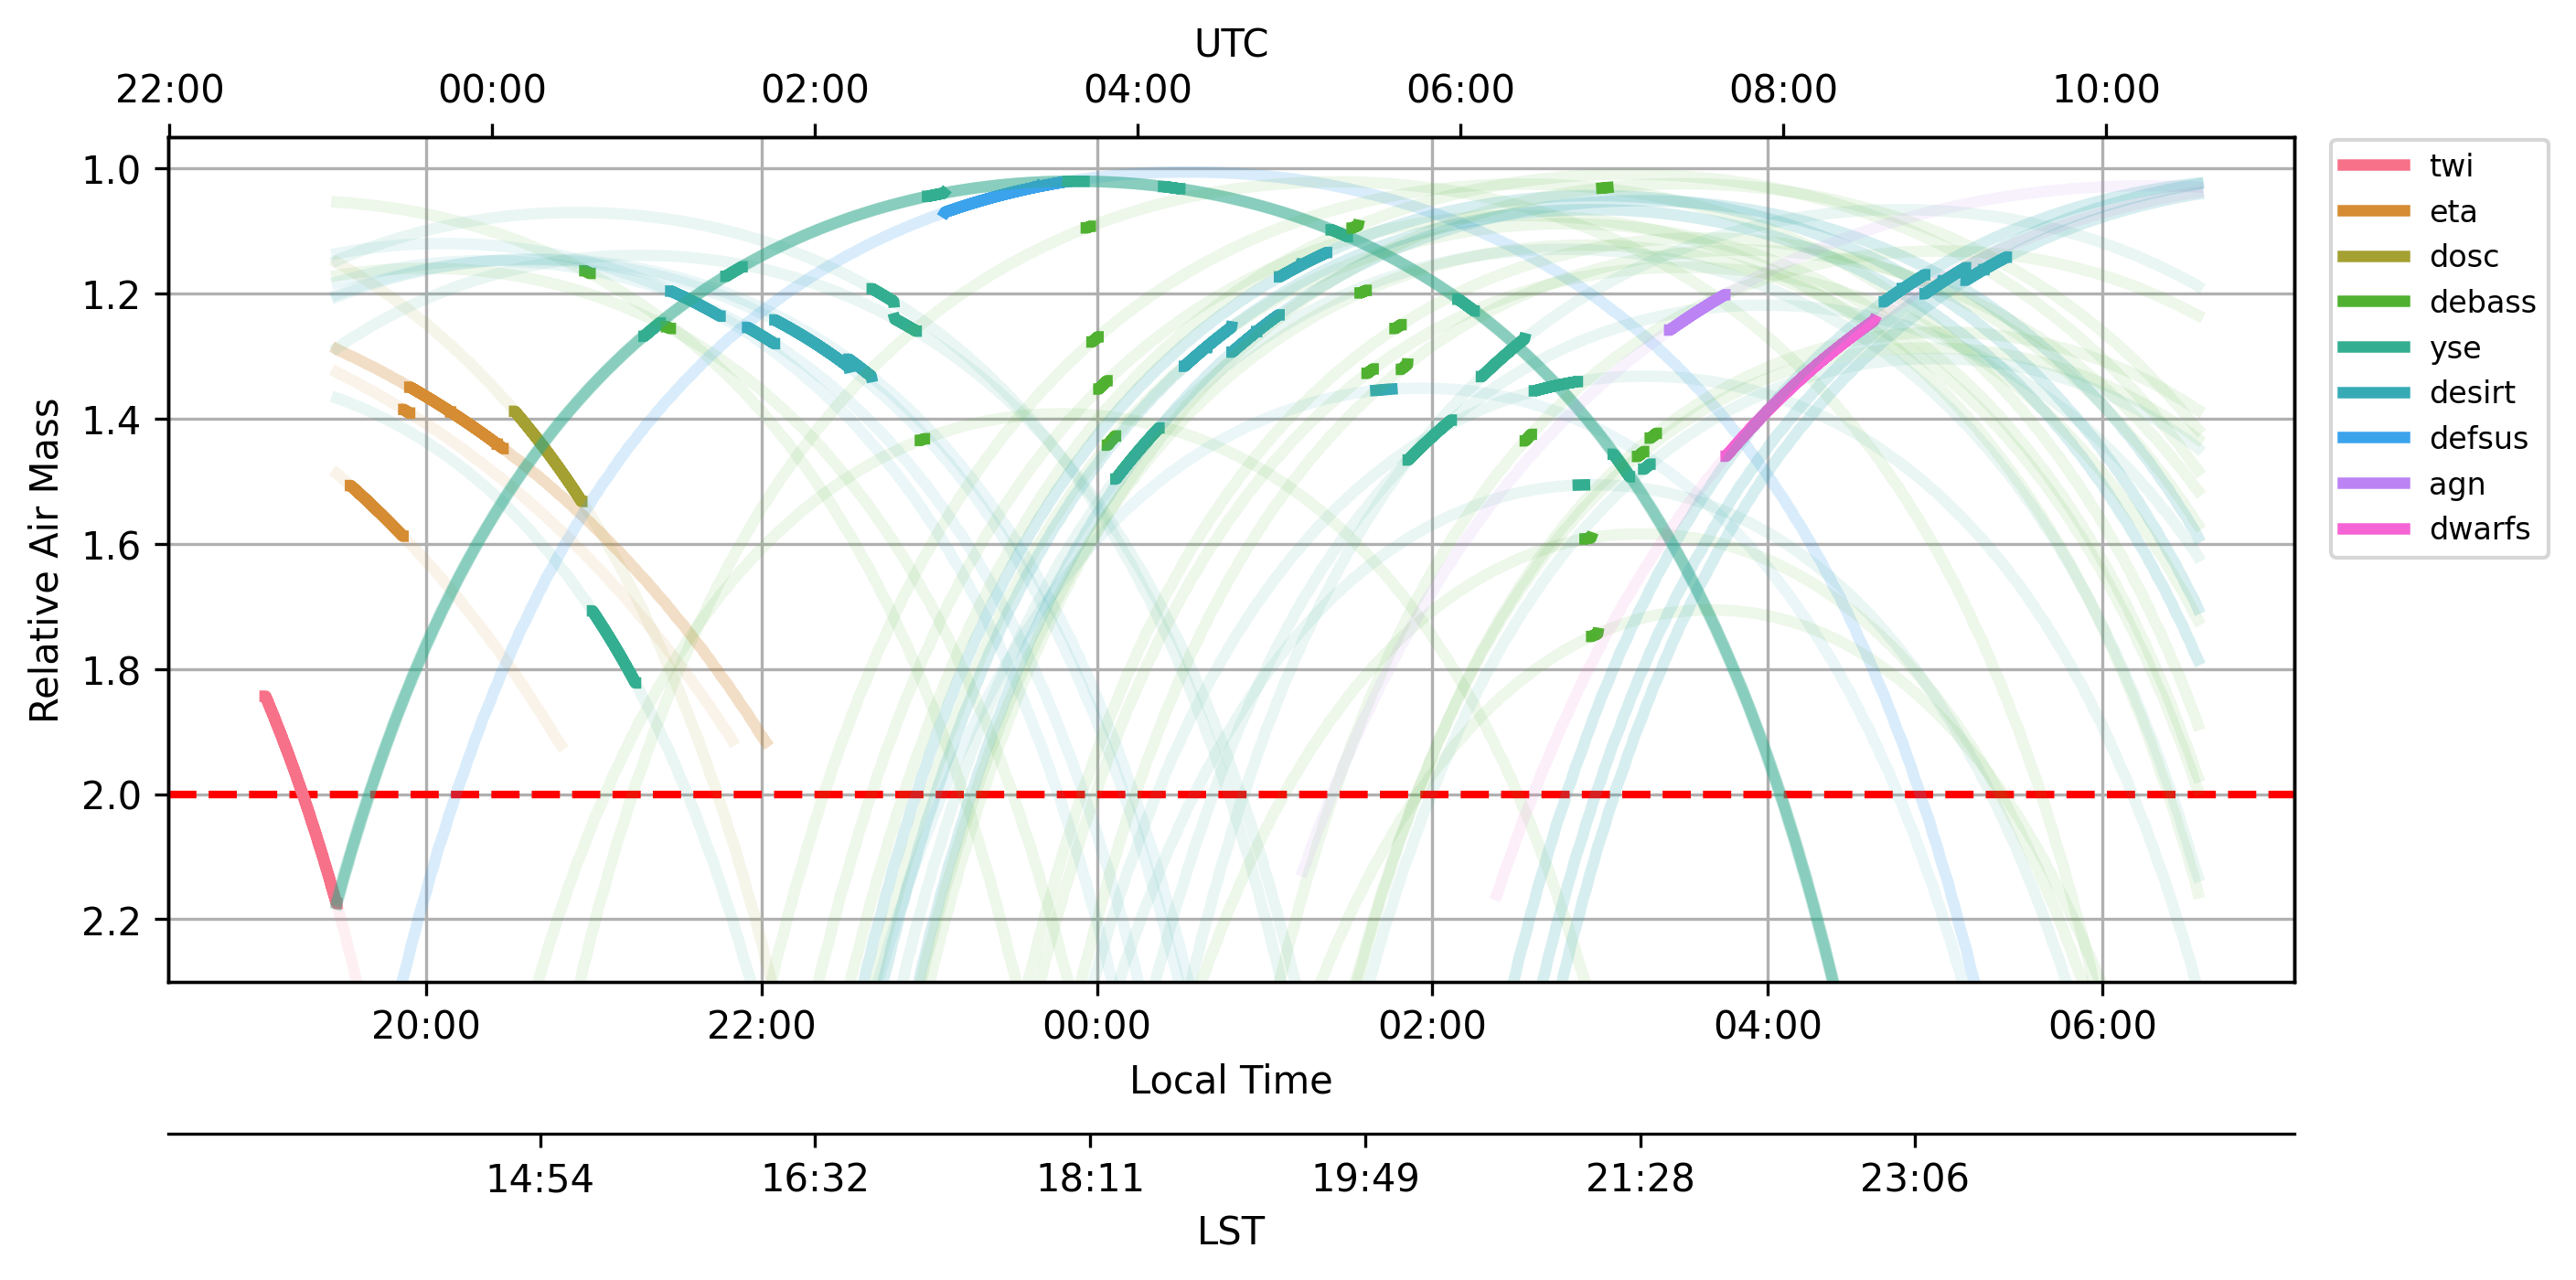 UTC
22:00 00:00 02:00 04:00 06:00 08:00 10:00
1.0
1.2
1.4
1.6
1.8
2.0
2.2
Relative Air Mass
twi
eta
dosc
debass
yse
desirt
defsus
agn
dwarfs
20:00 22:00 00:00 02:00 04:00 06:00
Local Time
14:54 16:32 18:11 19:49 21:28 23:06
LST